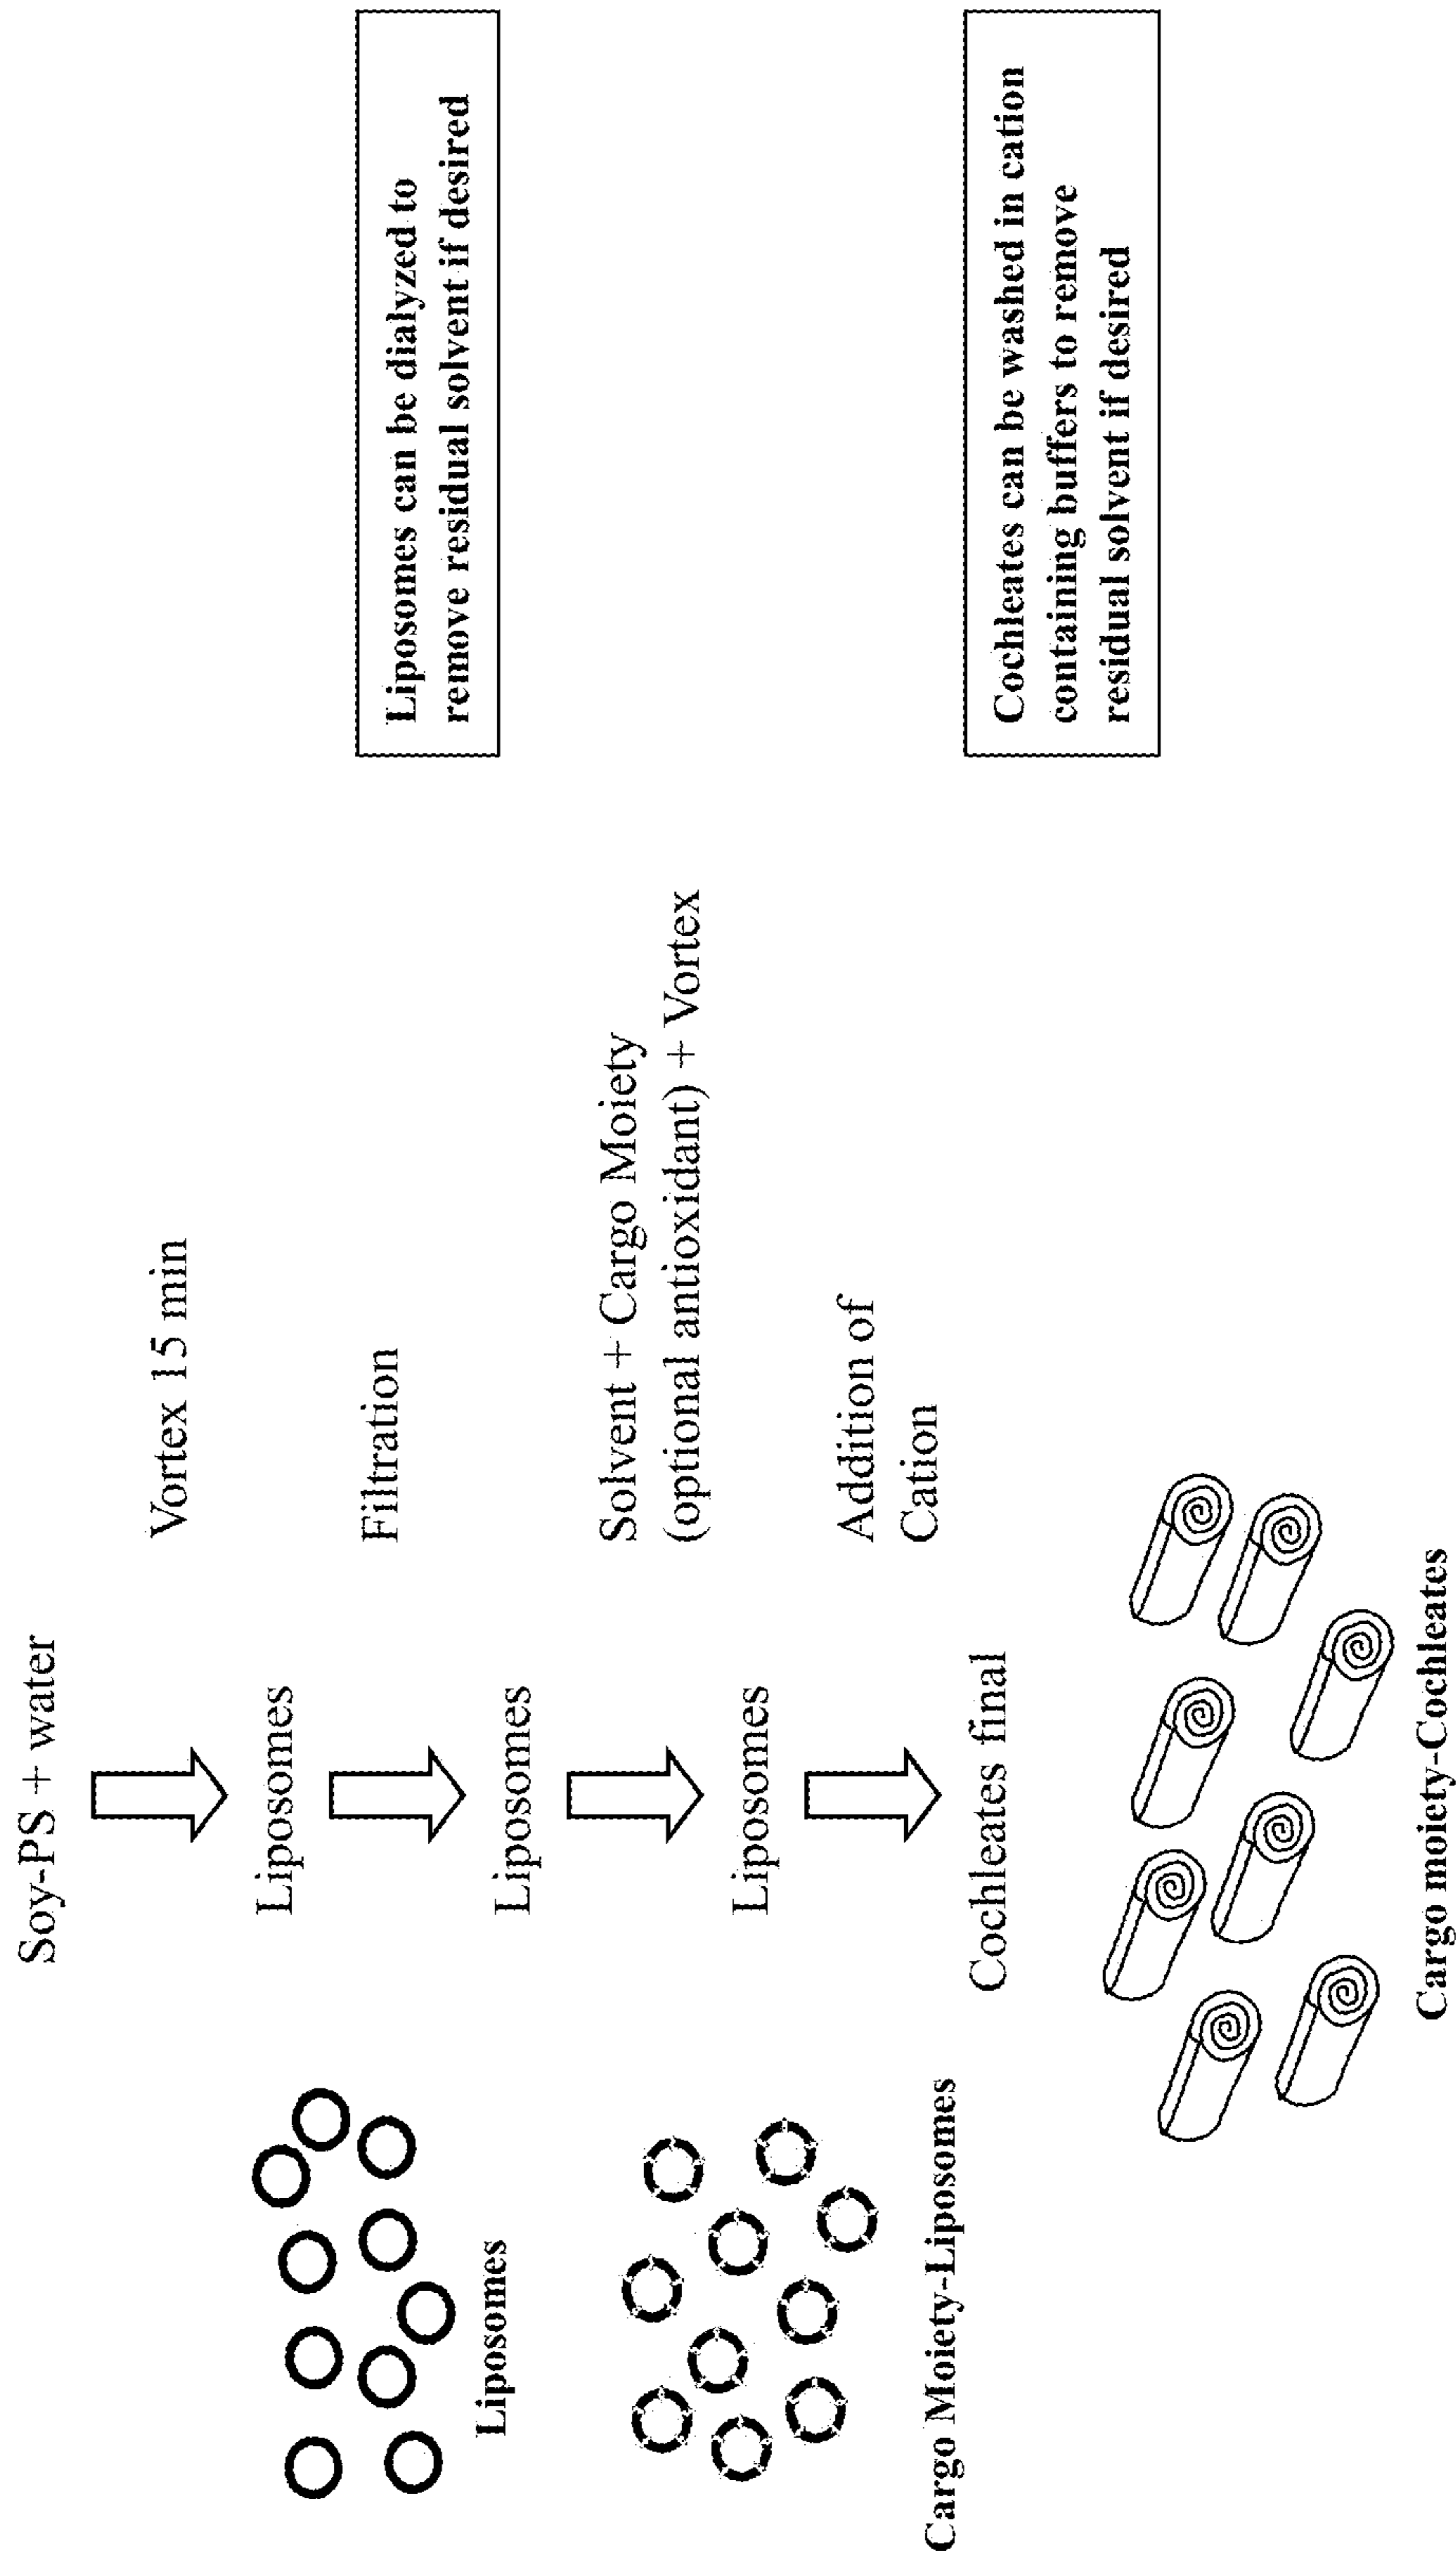 Soy-PS + water
Vortex 15 min
Liposomes
Filtration
Liposomes
Liposomes can be dialyzed to
remove residual solvent if desired
Liposomes
Solvent + Cargo Moiety
(optional antioxidant) + Vortex
Liposomes
Addition of
Cation
Cargo Moiety-Liposomes
Cochleates final
Cochleates can be washed in cation
containing buffers to remove
residual solvent if desired
Cargo moiety-Cochleates